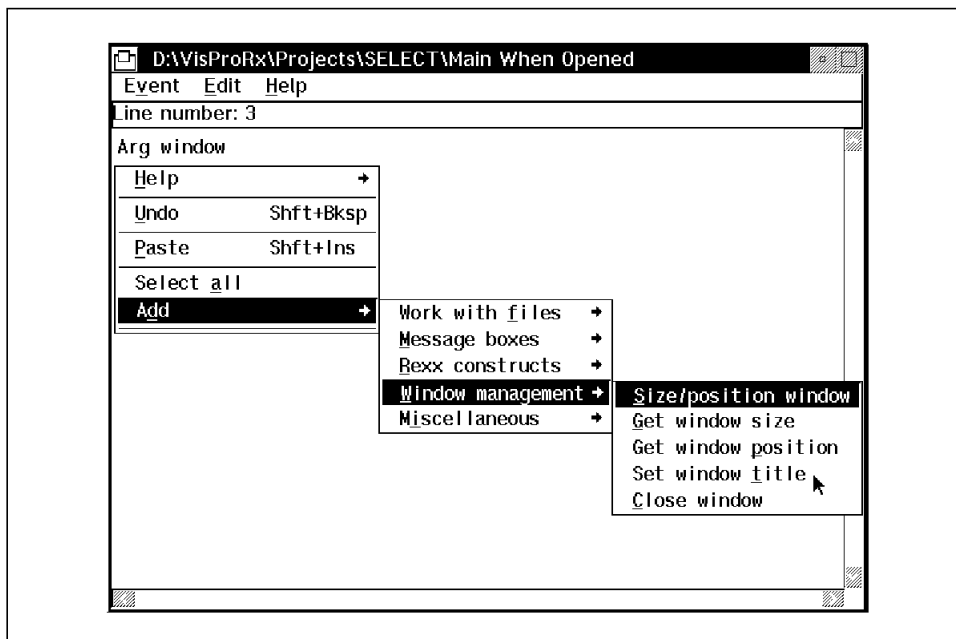 D:\VisProRx\Projects\SELECT\Main When Opened
Event Edit Help
Line number: 3
Arg window
Help
Undo Shft+Bksp
Paste Shft+Ins
Select all
Add
Work with files
Message boxes
Rexx constructs
Window management
Miscellaneous
Size/position window
Get window size
Get window position
Set window title
Close window